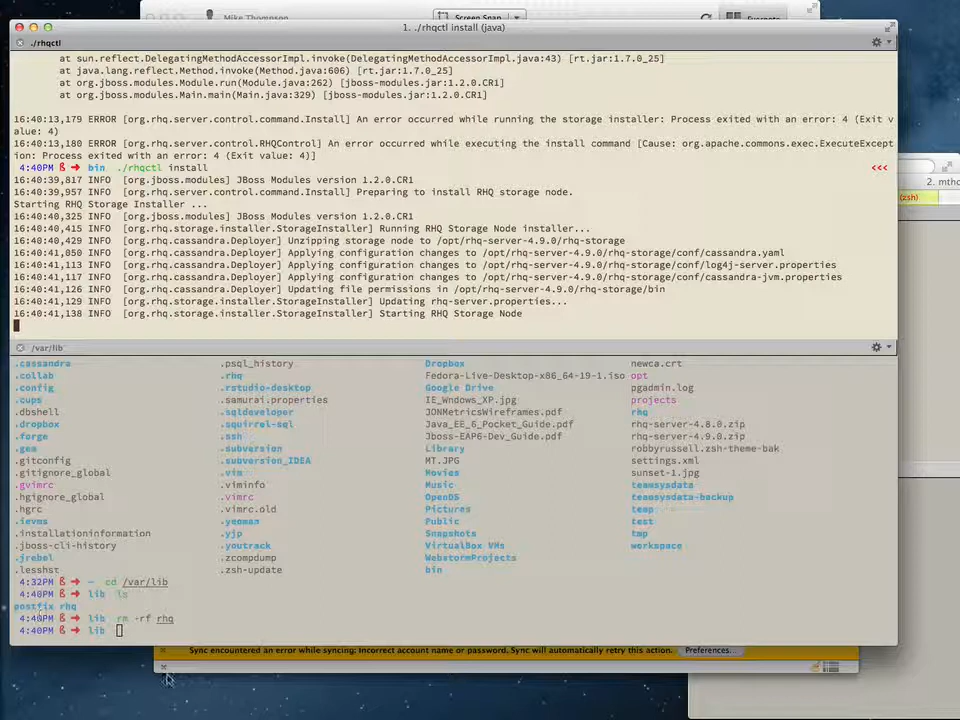 Mike Thompson
Screen Snap
1. ./rhqctl install (java)
./rhqctl
at sun.reflect.DelegatingMethodAccessorImpl.invoke(DelegatingMethodAccessorImpl.java:43) [rt.jar:1.7.0_25]
at java.lang.reflect.Method.invoke(Method.java:606) [rt.jar:1.7.0_25]
at org.jboss.modules.Module.run(Module.java:262) [jboss-modules.jar:1.2.0.CR1]
at org.jboss.modules.Main.main(Main.java:329) [jboss-modules.jar:1.2.0.CR1]
16:40:13,179 ERROR [org.rhq.server.control.command.Install] An error occurred while running the storage installer: Process exited with an error: 4 (Exit v
alue: 4)
16:40:13,180 ERROR [org.rhq.server.control.RHQControl] An error occurred while executing the install command [Cause: org.apache.commons.exec.ExecuteExcept
ion: Process exited with an error: 4 (Exit value: 4)]
4:40PM ß ➜ bin ./rhqctl install <<<
16:40:39,817 INFO [org.jboss.modules] JBoss Modules version 1.2.0.CR1
16:40:39,957 INFO [org.rhq.server.control.command.Install] Preparing to install RHQ storage node.
Starting RHQ Storage Installer ...
16:40:40,325 INFO [org.jboss.modules] JBoss Modules version 1.2.0.CR1
16:40:40,415 INFO [org.rhq.storage.installer.StorageInstaller] Running RHQ Storage Node installer...
16:40:40,429 INFO [org.rhq.cassandra.Deployer] Unzipping storage node to /opt/rhq-server-4.9.0/rhq-storage
16:40:41,050 INFO [org.rhq.cassandra.Deployer] Applying configuration changes to /opt/rhq-server-4.9.0/rhq-storage/conf/cassandra.yaml
16:40:41,113 INFO [org.rhq.cassandra.Deployer] Applying configuration changes to /opt/rhq-server-4.9.0/rhq-storage/conf/log4j-server.properties
16:40:41,117 INFO [org.rhq.cassandra.Deployer] Applying configuration changes to /opt/rhq-server-4.9.0/rhq-storage/conf/cassandra-jvm.properties
16:40:41,126 INFO [org.rhq.cassandra.Deployer] Updating file permissions in /opt/rhq-server-4.9.0/rhq-storage/bin
16:40:41,129 INFO [org.rhq.storage.installer.StorageInstaller] Updating rhq-server.properties...
16:40:41,138 INFO [org.rhq.storage.installer.StorageInstaller] Starting RHQ Storage Node
2. mtho
(zsh)
/var/lib
.cassandra .psql_history Dropbox newca.crt
.collab .rhq Fedora-Live-Desktop-x86_64-19-1.iso opt
.config .rstudio-desktop Google Drive pgadmin.log
.cups .samurai.properties IE_Windows_XP.jpg projects
.dbshell .sqldeveloper JONMetricsWireframes.pdf rhq
.dropbox .squirrel-sql Java_EE_6_Pocket_Guide.pdf rhq-server-4.8.0.zip
.forge .ssh Jboss-EAP6-Dev_Guide.pdf rhq-server-4.9.0.zip
.gem .subversion Library robbyrussell.zsh-theme-bak
.gitconfig .subversion_IDEA MT.JPG settings.xml
.gitignore_global .vim Movies sunset-1.jpg
.gvimrc .viminfo Music teamsysdata
.hgignore_global .vimrc OpenDS teamsysdata-backup
.hgrc .vimrc.old Pictures temp
.ievms .yeoman Public test
.installationinformation .yjp Snapshots tmp
.jboss-cli-history .youtrack VirtualBox VMs workspace
.jrebel .zcompdump WebstormProjects
.lesshst .zsh-update bin
4:32PM ß ➜ ~ cd /var/lib
4:40PM ß ➜ lib ls
postfix rhq
4:40PM ß ➜ lib rm -rf rhq
4:40PM ß ➜ lib
Sync encountered an error while syncing: Incorrect account name or password. Sync will automatically retry this action. Preferences...